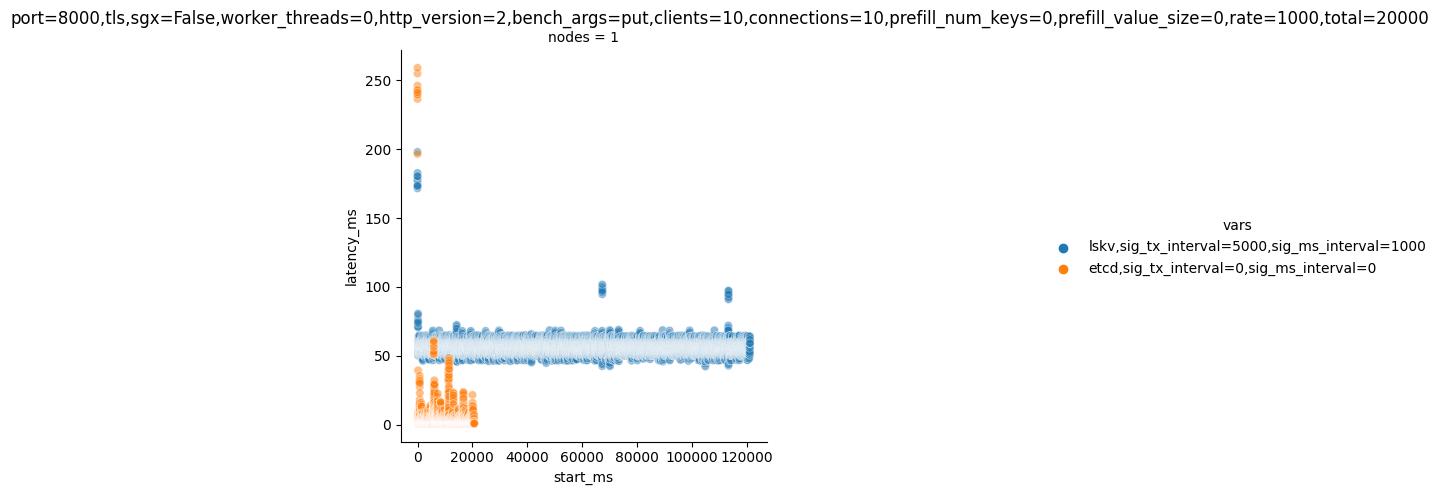 port=8000,tls,sgx=False,worker_threads=0,http_version=2,bench_args=put,clients=10,connections=10,prefill_num_keys=0,prefill_value_size=0,rate=1000,total=20000
nodes = 1
250
200
150
100
50
0
latency_ms
0 20000 40000 60000 80000 100000 120000
start_ms
vars
lskv,sig_tx_interval=5000,sig_ms_interval=1000
etcd,sig_tx_interval=0,sig_ms_interval=0